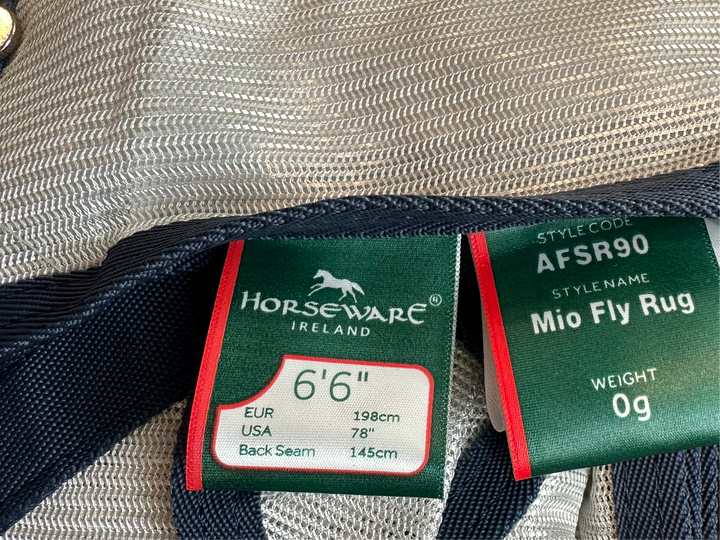 HORSEWARE®
IRELAND
6'6"
EUR 198cm
USA 78"
Back Seam 145cm
STYLE CODE
AFSR90
STYLE NAME
Mio Fly Rug
WEIGHT
0g